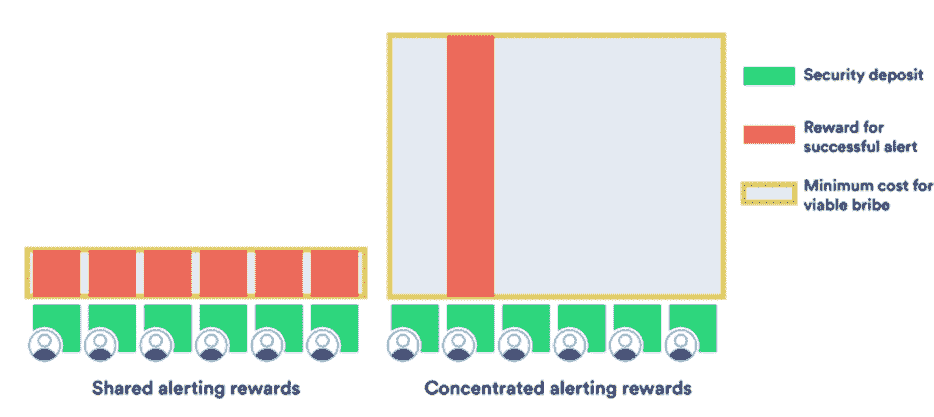 Security deposit
Reward for
successful alert
Minimum cost for
viable bribe
Shared alerting rewards
Concentrated alerting rewards